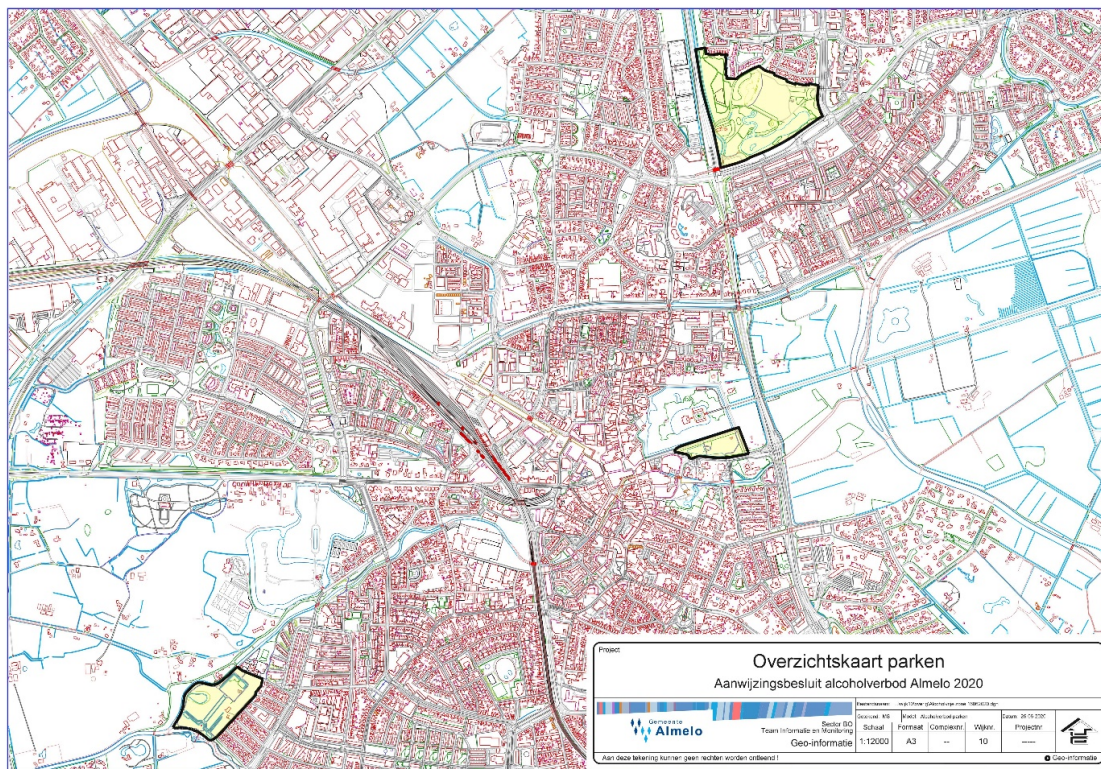 Project
Overzichtskaart parken
Aanwijzingsbesluit alcoholverbod Almelo 2020
Gemeente
Almelo
Sector BO
Team Informatie en Monitoring
Geo-informatie
Schaal Formaat Complexnr. Wijknr. Projectnr
1:12000 A3 -- 10 -----
Aan deze tekening kunnen geen rechten worden ontleend !
Geo-informatie